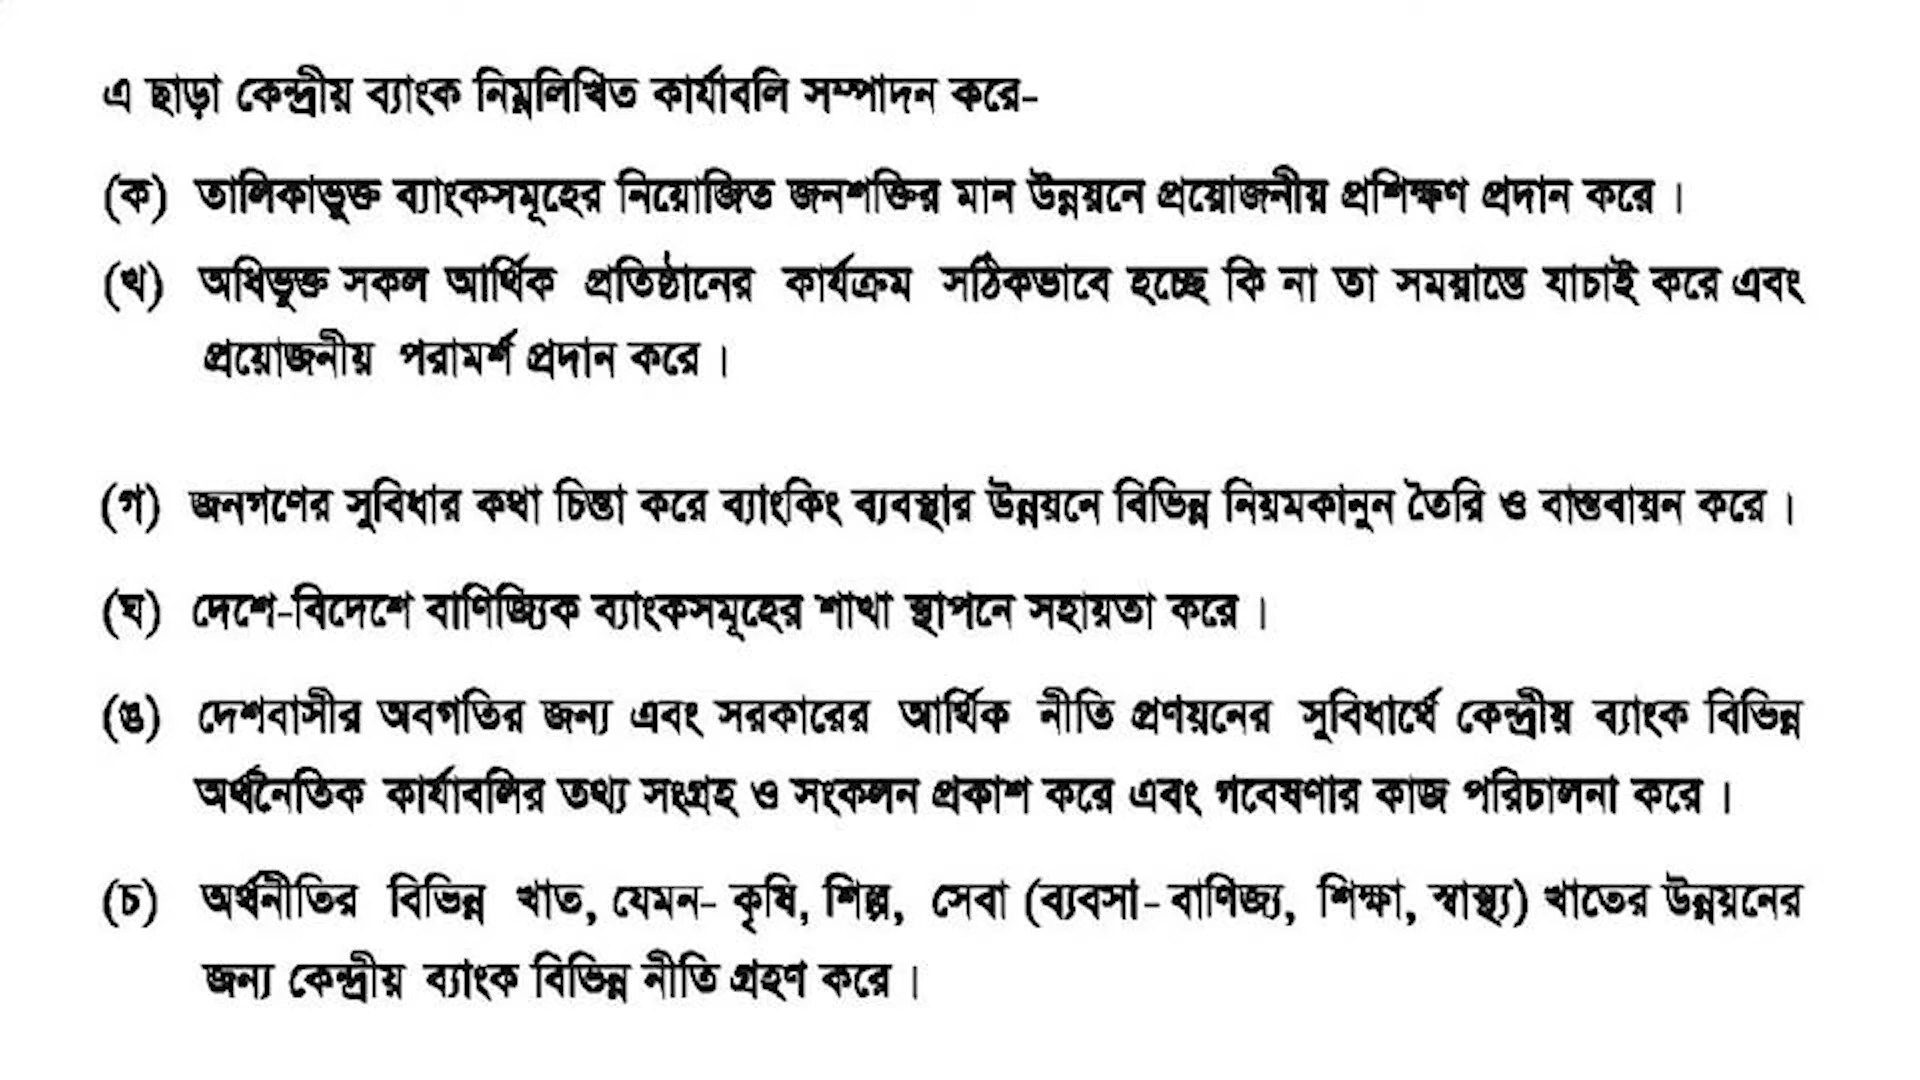 এ ছাড়া কেন্দ্রীয় ব্যাংক নিম্নলিখিত কার্যাবলি সম্পাদন করে-
(ক) তালিকাভুক্ত ব্যাংকসমূহের নিয়োজিত জনশক্তির মান উন্নয়নে প্রয়োজনীয় প্রশিক্ষণ প্রদান করে।
(খ) অধিভুক্ত সকল আর্থিক প্রতিষ্ঠানের কার্যক্রম সঠিকভাবে হচ্ছে কি না তা সময়ান্তে যাচাই করে এবং
প্রয়োজনীয় পরামর্শ প্রদান করে।
(গ) জনগণের সুবিধার কথা চিন্তা করে ব্যাংকিং ব্যবস্থার উন্নয়নে বিভিন্ন নিয়মকানুন তৈরি ও বাস্তবায়ন করে।
(ঘ) দেশে-বিদেশে বাণিজ্যিক ব্যাংকসমূহের শাখা স্থাপনে সহায়তা করে।
(ঙ) দেশবাসীর অবগতির জন্য এবং সরকারের আর্থিক নীতি প্রণয়নের সুবিধার্থে কেন্দ্রীয় ব্যাংক বিভিন্ন
অর্থনৈতিক কার্যাবলির তথ্য সংগ্রহ ও সংকলন প্রকাশ করে এবং গবেষণার কাজ পরিচালনা করে।
(চ) অর্থনীতির বিভিন্ন খাত, যেমন- কৃষি, শিল্প, সেবা (ব্যবসা-বাণিজ্য, শিক্ষা, স্বাস্থ্য) খাতের উন্নয়নের
জন্য কেন্দ্রীয় ব্যাংক বিভিন্ন নীতি গ্রহণ করে।